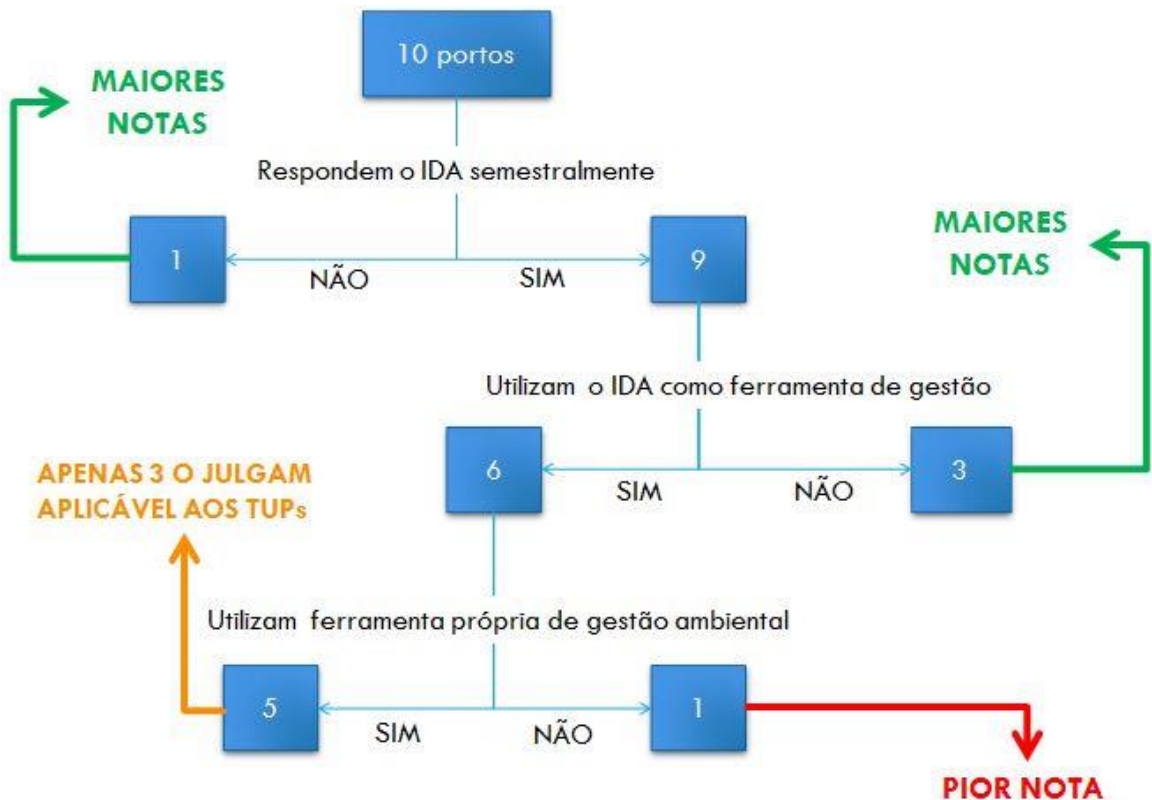 10 portos
MAIORES
NOTAS
Respondem o IDA semestralmente
1
NÃO
SIM
9
MAIORES
NOTAS
Utilizam o IDA como ferramenta de gestão
6
SIM
NÃO
3
APENAS 3 O JULGAM
APLICÁVEL AOS TUPs
Utilizam ferramenta própria de gestão ambiental
5
SIM
NÃO
1
PIOR NOTA